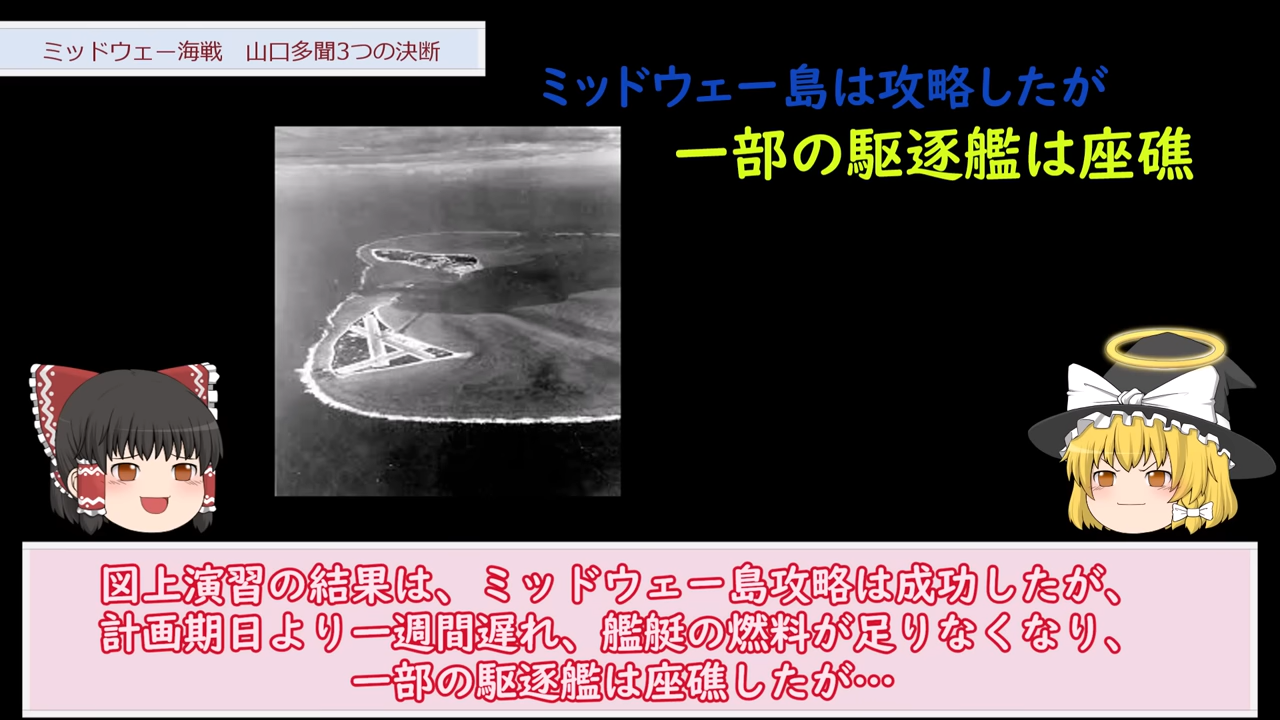 ミッドウェー海戦　山口多聞3つの決断
ミッドウェー島は攻略したが
一部の駆逐艦は座礁
図上演習の結果は、ミッドウェー島攻略は成功したが、
計画期日より一週間遅れ、艦艇の燃料が足りなくなり、
一部の駆逐艦は座礁したが…